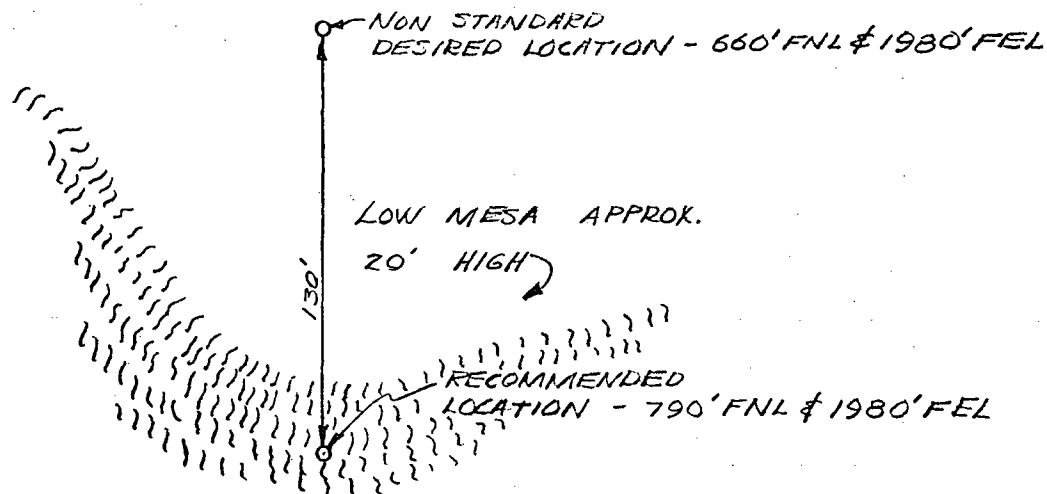 NON STANDARD
DESIRED LOCATION - 660' FNL & 1980' FEL
LOW MESA APPROX.
20' HIGH
130'
RECOMMENDED
LOCATION - 790' FNL & 1980' FEL